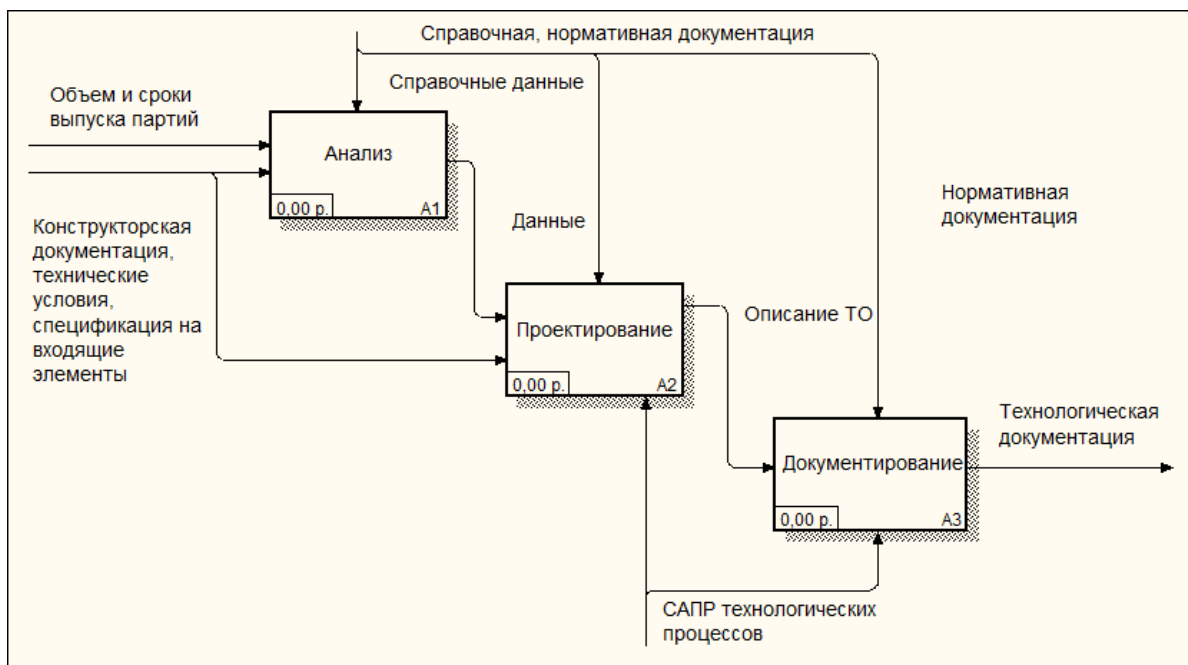 Справочная, нормативная документация
Справочные данные
Объем и сроки
выпуска партий
Анализ
0,00 р.
A1
Нормативная
документация
Конструкторская
документация,
технические
условия,
спецификация на
входящие
элементы
Данные
Проектирование
0,00 р.
A2
Описание ТО
Технологическая
документация
Документирование
0,00 р.
A3
САПР технологических
процессов